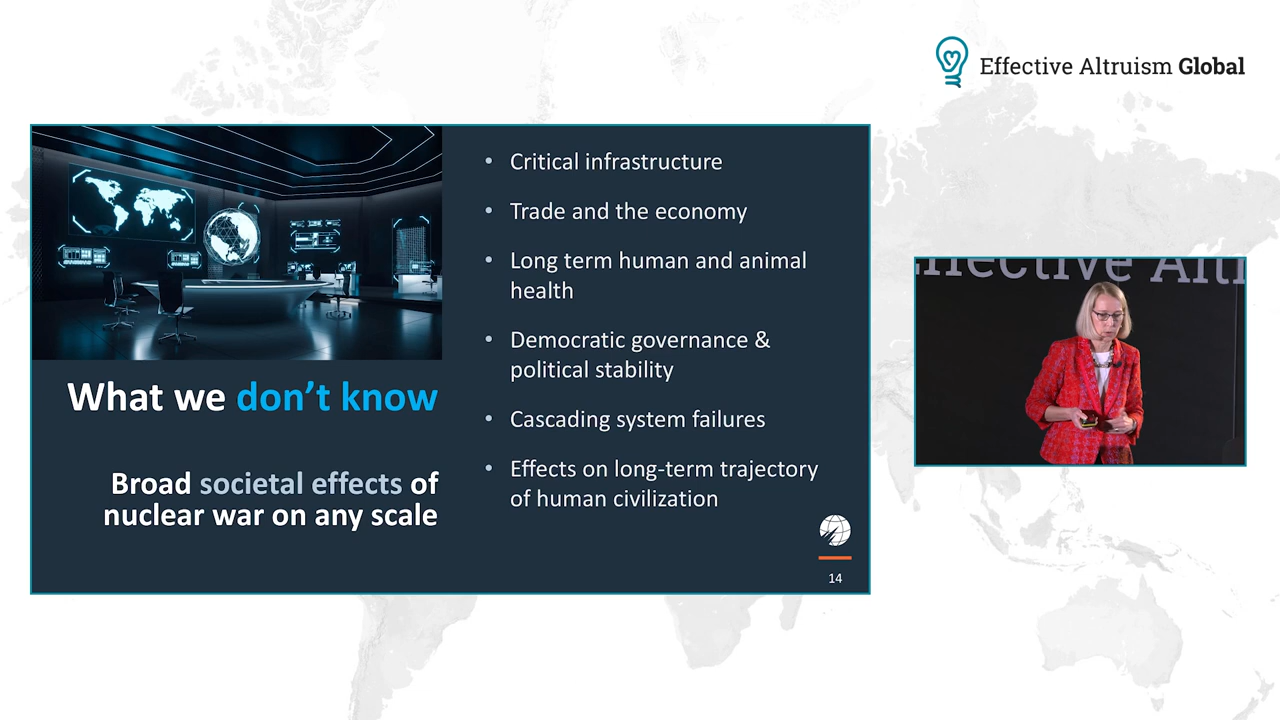 Effective Altruism Global
Critical infrastructure
Trade and the economy
Long term human and animal
health
Democratic governance &
political stability
Cascading system failures
Effects on long-term trajectory
of human civilization
What we don't know
Broad societal effects of
nuclear war on any scale
14
Effective Altr